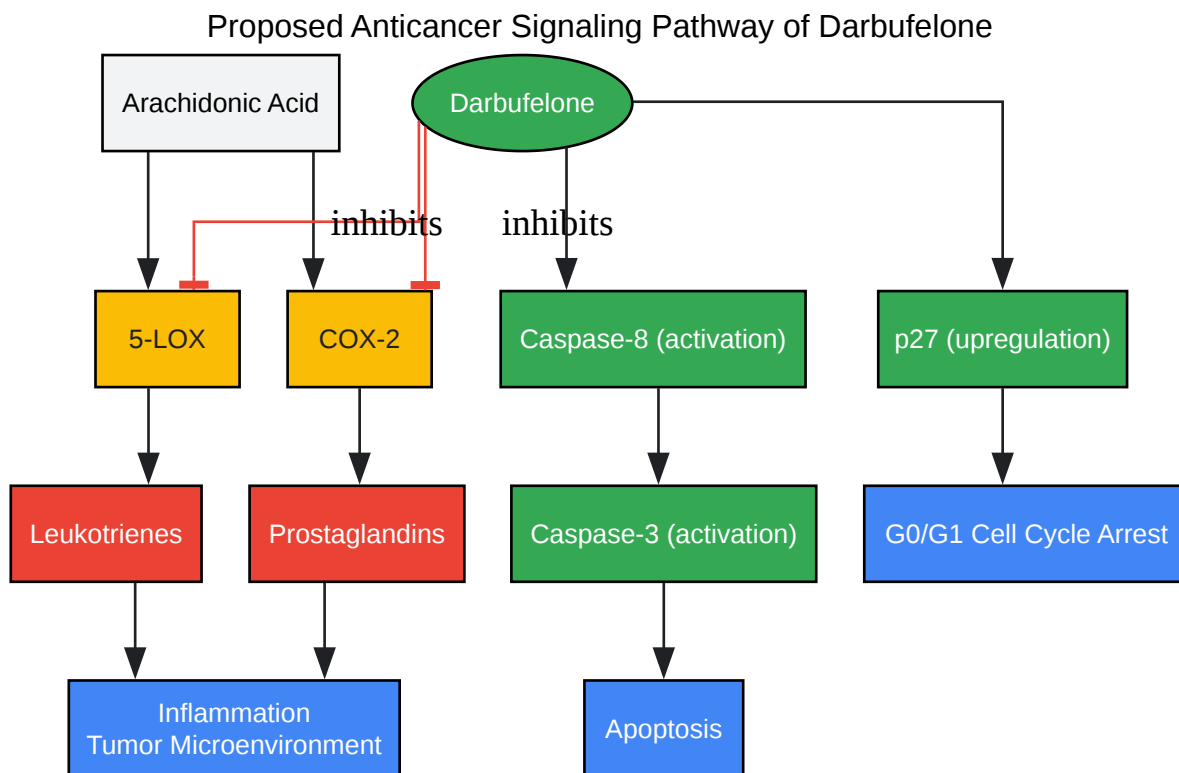 Proposed Anticancer Signaling Pathway of Darbufelone
Arachidonic Acid
Darbufelone
inhibits
inhibits
5-LOX
COX-2
Caspase-8 (activation)
p27 (upregulation)
Leukotrienes
Prostaglandins
Caspase-3 (activation)
G0/G1 Cell Cycle Arrest
Inflammation
Tumor Microenvironment
Apoptosis